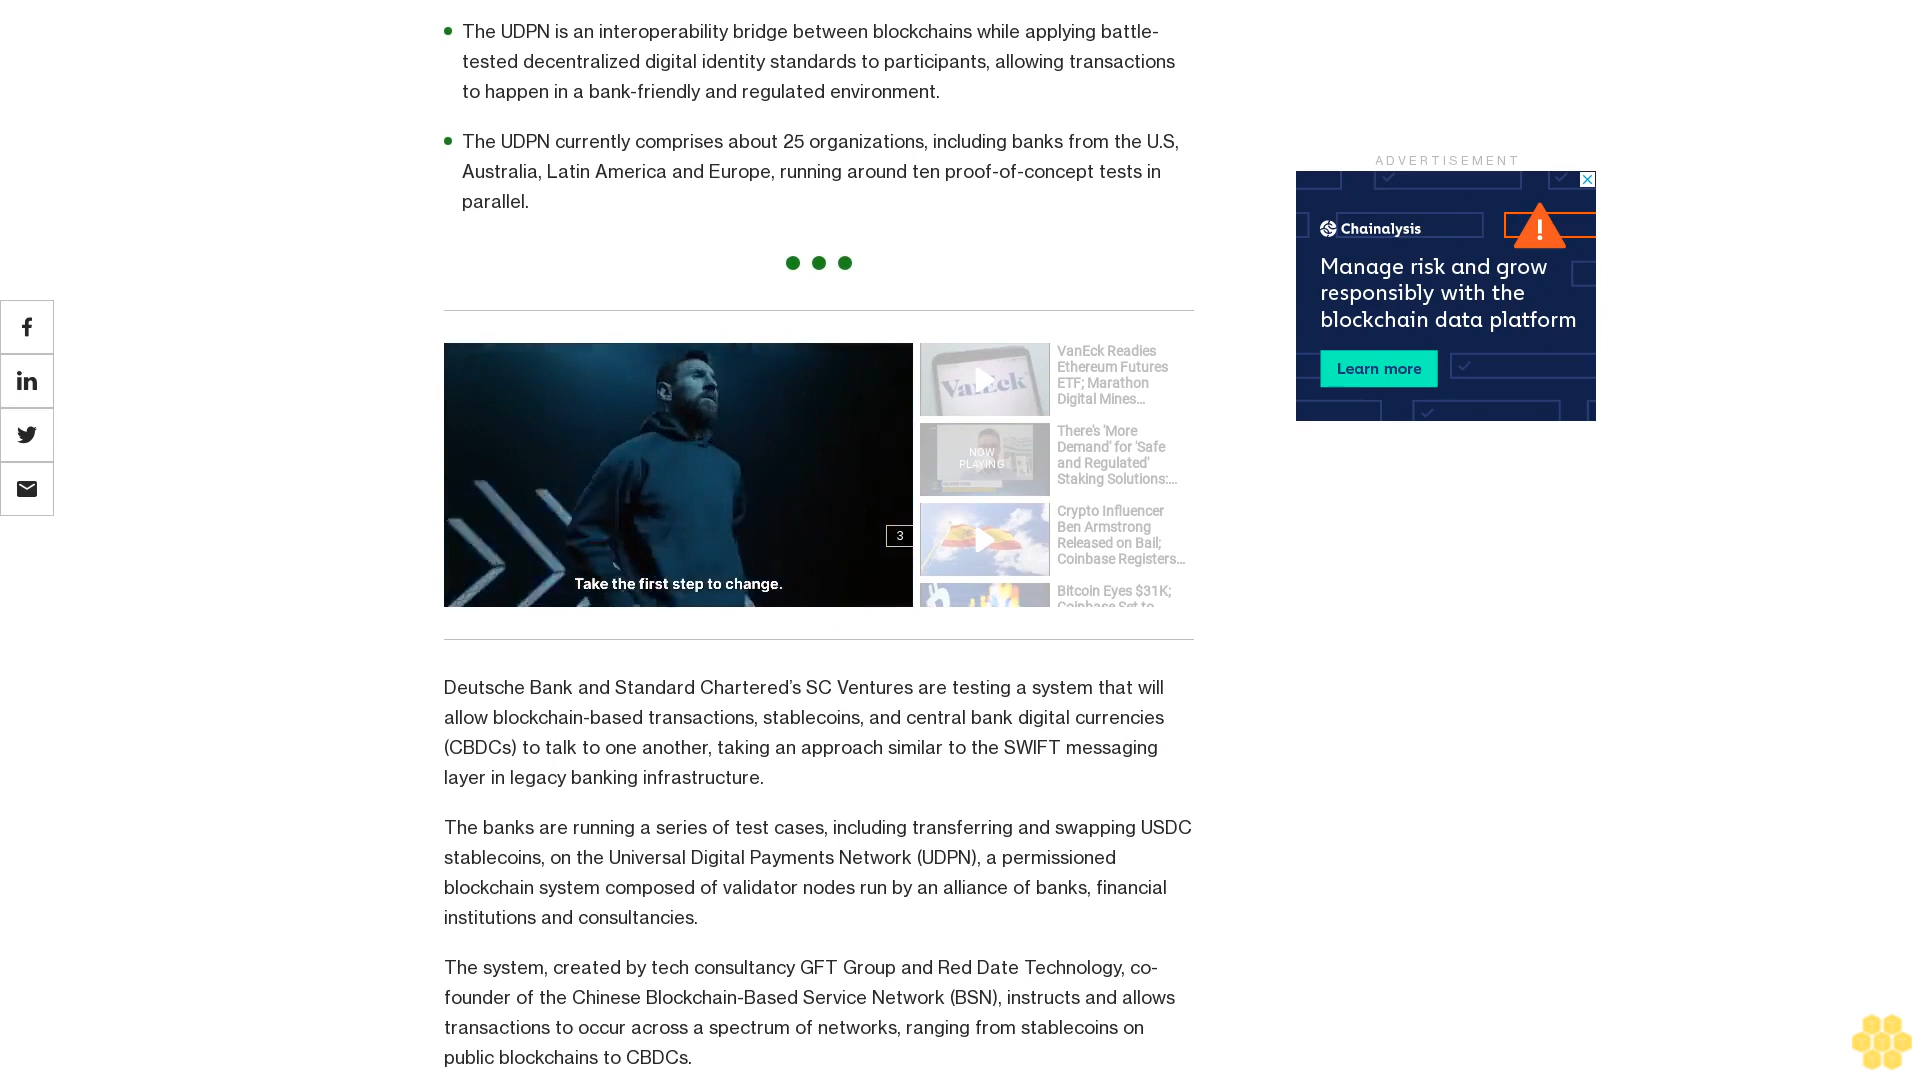 The UDPN is an interoperability bridge between blockchains while applying battle-
tested decentralized digital identity standards to participants, allowing transactions
to happen in a bank-friendly and regulated environment.
The UDPN currently comprises about 25 organizations, including banks from the U.S,
Australia, Latin America and Europe, running around ten proof-of-concept tests in
parallel.
ADVERTISEMENT
Chainalysis
Manage risk and grow
responsibly with the
blockchain data platform
Learn more
Take the first step to change.
3
VanEck
VanEck Readies
Ethereum Futures
ETF; Marathon
Digital Mines...
NOW
PLAYING
There's 'More
Demand' for 'Safe
and Regulated'
Staking Solutions:...
Crypto Influencer
Ben Armstrong
Released on Bail;
Coinbase Registers...
Bitcoin Eyes $31K;
Coinbase Set to
Deutsche Bank and Standard Chartered’s SC Ventures are testing a system that will
allow blockchain-based transactions, stablecoins, and central bank digital currencies
(CBDCs) to talk to one another, taking an approach similar to the SWIFT messaging
layer in legacy banking infrastructure.
The banks are running a series of test cases, including transferring and swapping USDC
stablecoins, on the Universal Digital Payments Network (UDPN), a permissioned
blockchain system composed of validator nodes run by an alliance of banks, financial
institutions and consultancies.
The system, created by tech consultancy GFT Group and Red Date Technology, co-
founder of the Chinese Blockchain-Based Service Network (BSN), instructs and allows
transactions to occur across a spectrum of networks, ranging from stablecoins on
public blockchains to CBDCs.